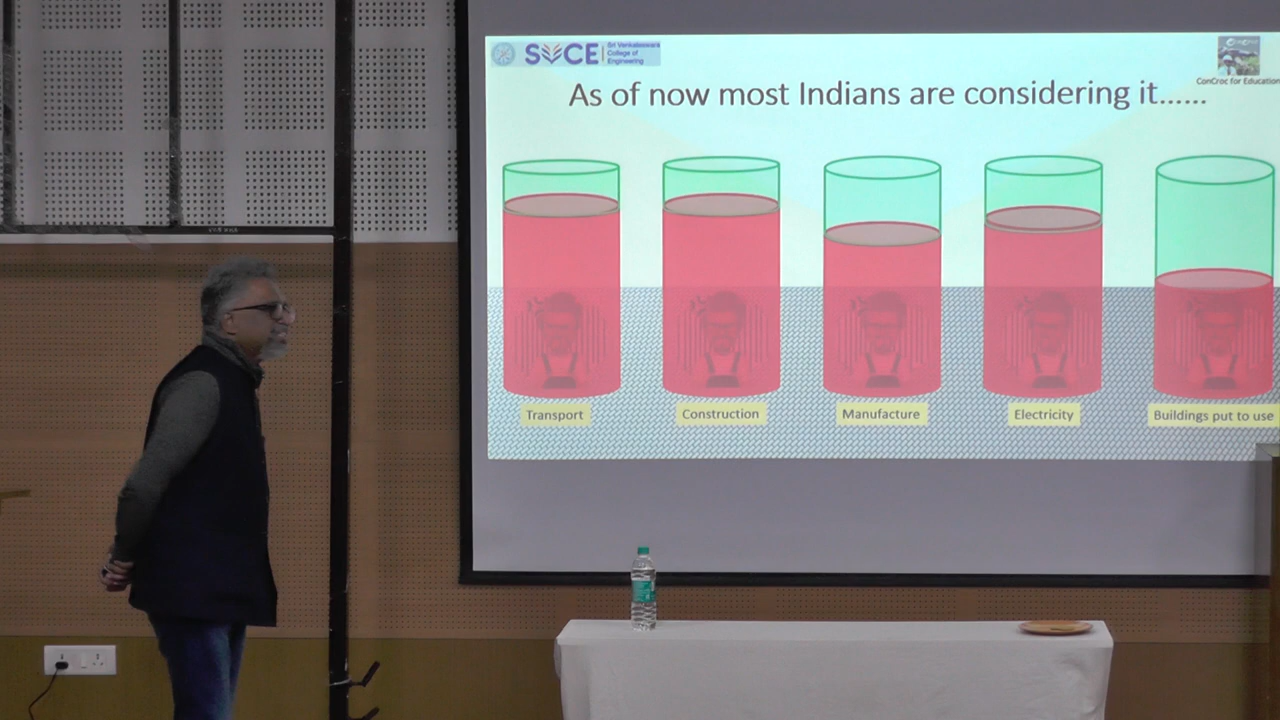 SVCE
Sri Venkateswara
College of
Engineering
ConCroc for Education
As of now most Indians are considering it......
Transport
Construction
Manufacture
Electricity
Buildings put to use